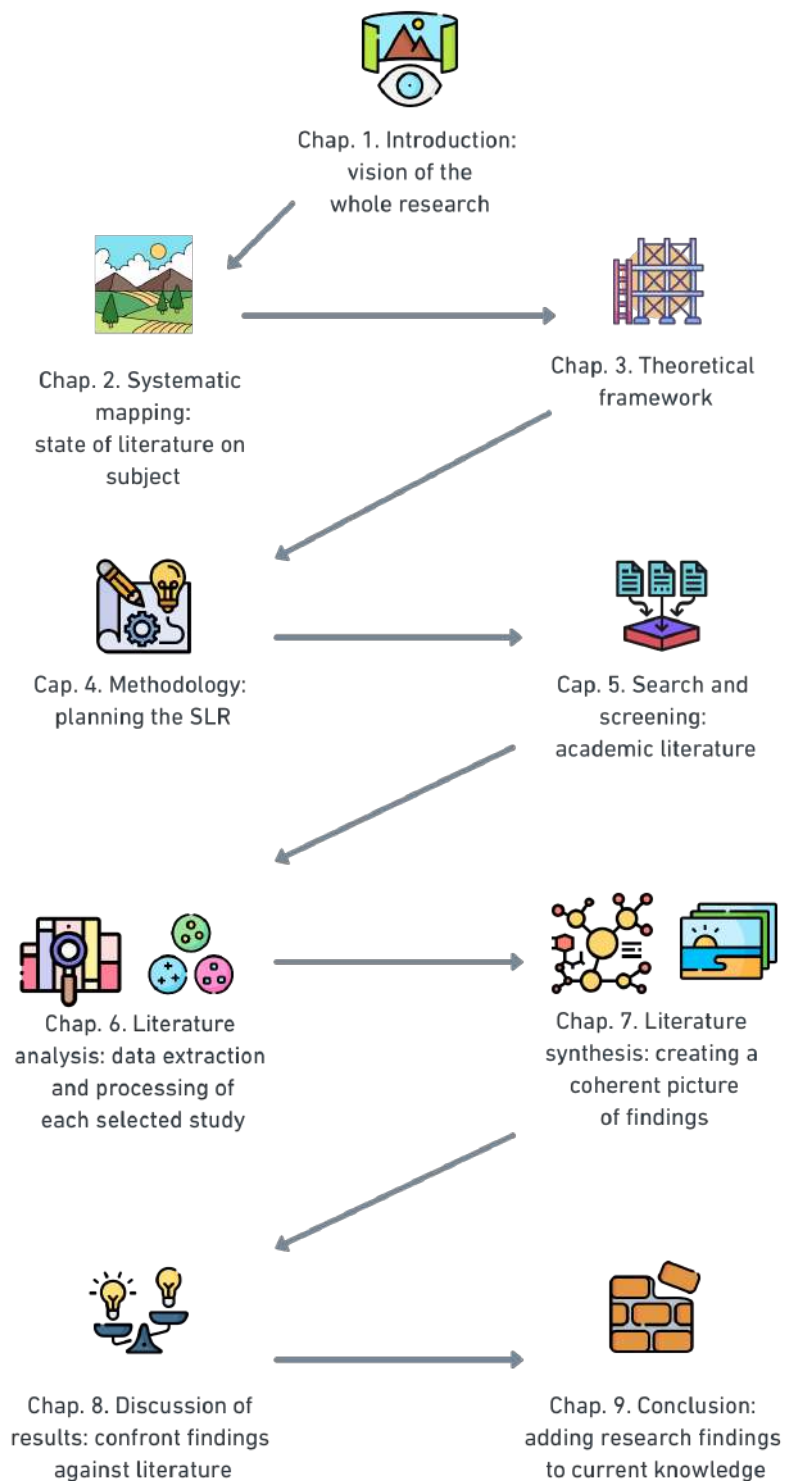 Chap. 1. Introduction:
vision of the
whole research
Chap. 2. Systematic
mapping:
state of literature on
subject
Chap. 3. Theoretical
framework
Cap. 4. Methodology:
planning the SLR
Cap. 5. Search and
screening:
academic literature
Chap. 6. Literature
analysis: data extraction
and processing of
each selected study
Chap. 7. Literature
synthesis: creating a
coherent picture
of findings
Chap. 8. Discussion of
results: confront findings
against literature
Chap. 9. Conclusion:
adding research findings
to current knowledge